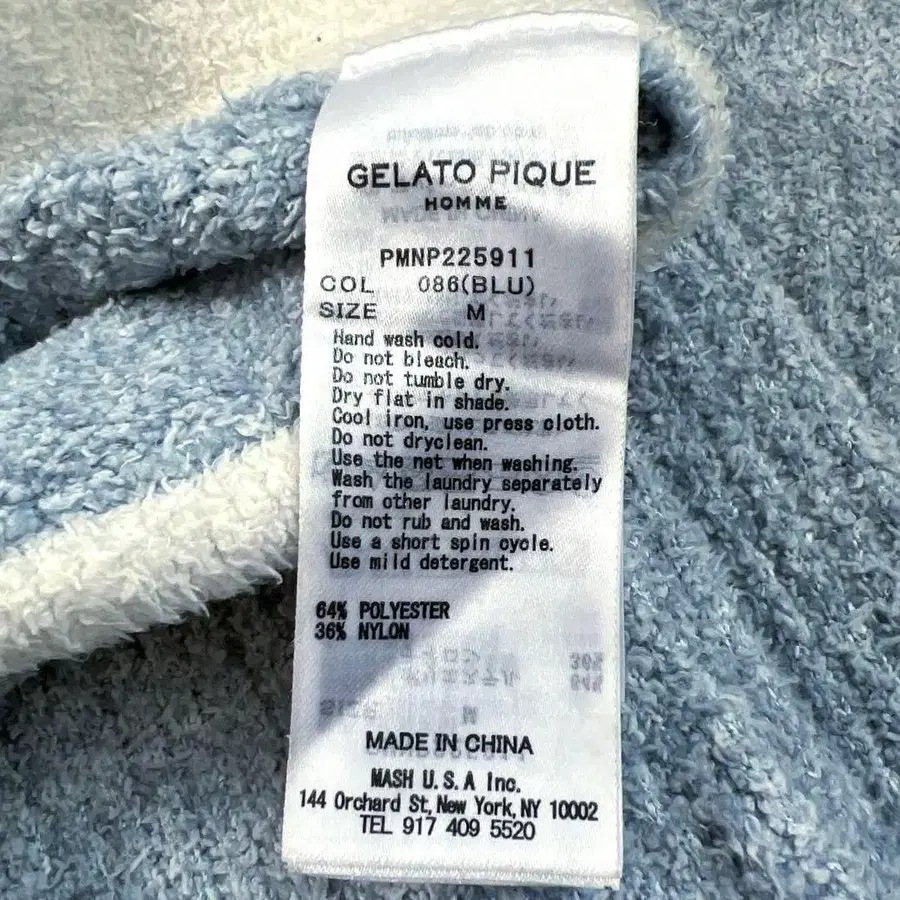 GELATO PIQUE
HOMME
PMNP225911
COL 086(BLU)
SIZE M
Hand wash cold.
Do not bleach.
Do not tumble dry.
Dry flat in shade.
Cool iron, use press cloth.
Do not dryclean.
Use the net when washing.
Wash the laundry separately
from other laundry.
Do not rub and wash.
Use a short spin cycle.
Use mild detergent.
64% POLYESTER
36% NYLON
MADE IN CHINA
MASH U.S.A Inc.
144 Orchard St, New York, NY 10002
TEL 917 409 5520